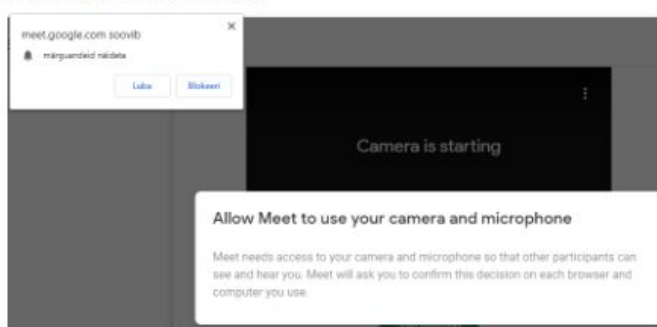 meet.google.com soovib
märguandeid näidata
Luba
Blokeeri
Camera is starting
Allow Meet to use your camera and microphone
Meet needs access to your camera and microphone so that other participants can
see and hear you. Meet will ask you to confirm this decision on each browser and
computer you use.